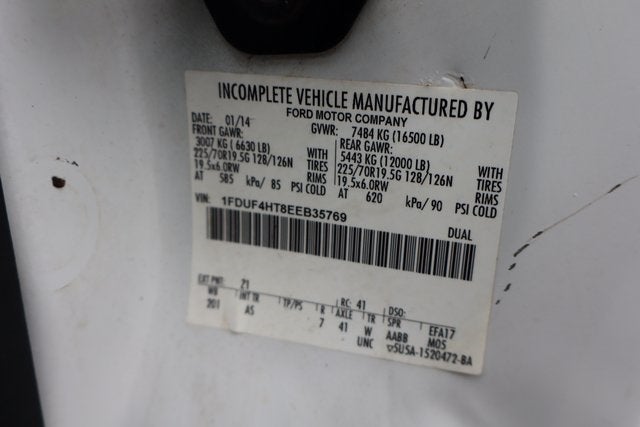 INCOMPLETE VEHICLE MANUFACTURED BY
FORD MOTOR COMPANY
DATE: 01/14 GVWR: 7484 KG (16500 LB)
FRONT GAWR: REAR GAWR:
3007 KG ( 6630 LB) WITH 5443 KG (12000 LB) WITH
225/70R19.5G 128/126N TIRES 225/70R19.5G 128/126N TIRES
19.5x6.0RW RIMS 19.5x6.0RW RIMS
AT 585 kPa/ 85 PSI COLD AT 620 kPa/ 90 PSI COLD
VIN: 1FDUF4HT8EEB35769 DUAL
EXT PNT: 21 RC: 41 DSO:
WB INT TR TP/PS R AXLE TR SPR EFA17
201 AS 7 41 W AABB M05
UNC ▽5USA-1520472-BA